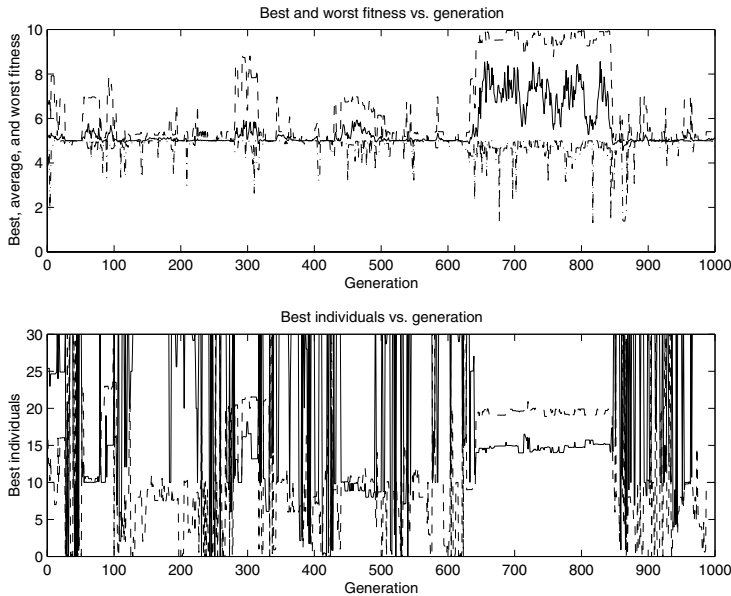 Best and worst fitness vs. generation
10
8
6
4
2
0
Best, average, and worst fitness
0 100 200 300 400 500 600 700 800 900 1000
Generation
Best individuals vs. generation
30
25
20
15
10
5
0
Best individuals
0 100 200 300 400 500 600 700 800 900 1000
Generation